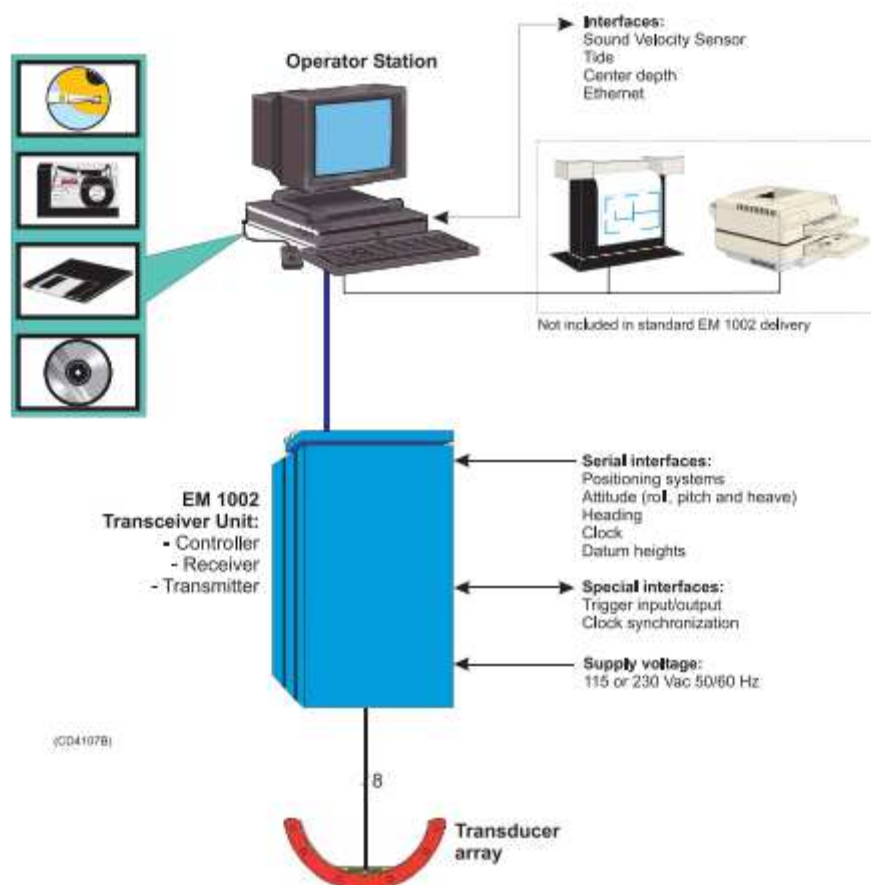 Operator Station
Interfaces:
Sound Velocity Sensor
Tide
Center depth
Ethernet
Not included in standard EM 1002 delivery
EM 1002
Transceiver Unit:
- Controller
- Receiver
- Transmitter
Serial interfaces:
Positioning systems
Attitude (roll, pitch and heave)
Heading
Clock
Datum heights
Special interfaces:
Trigger input/output
Clock synchronization
Supply voltage:
115 or 230 Vac 50/60 Hz
(CD4107B)
8
Transducer
array